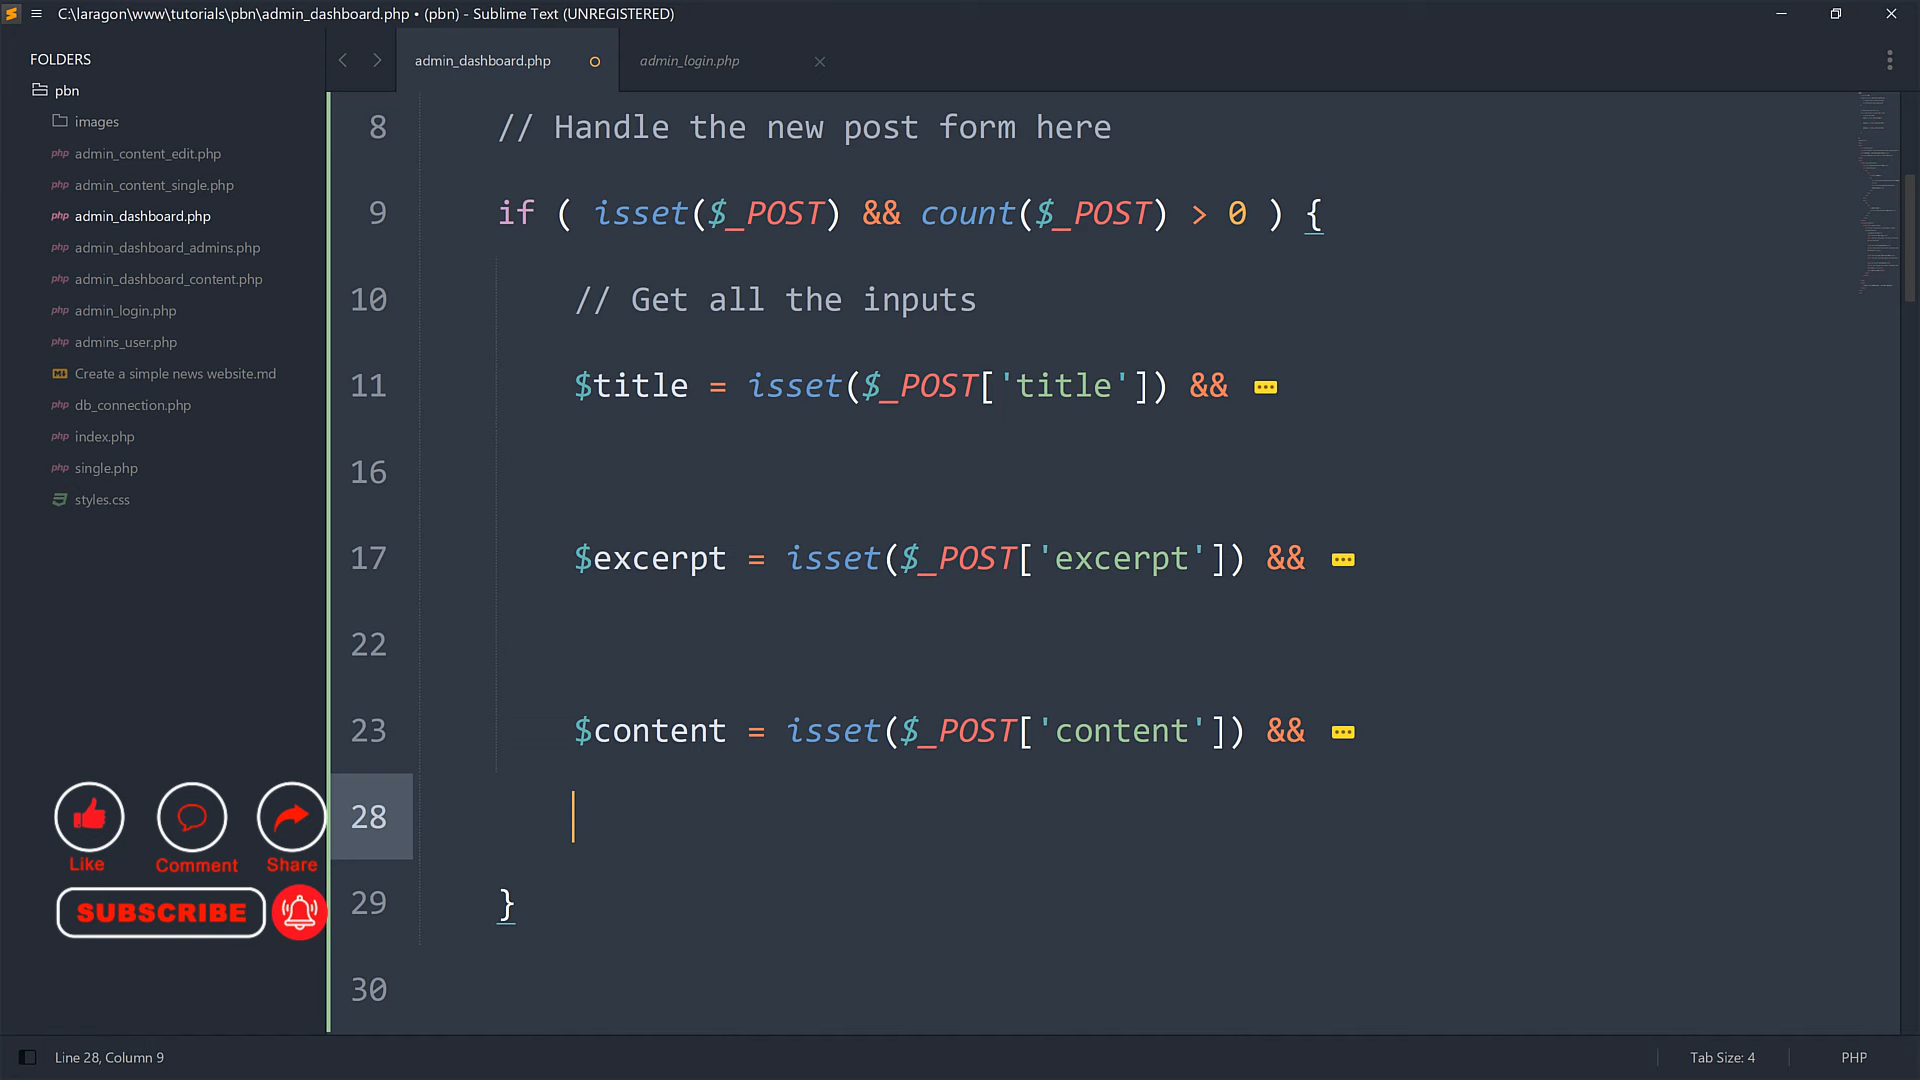 C:\laragon\www\tutorials\pbn\admin_dashboard.php • (pbn) - Sublime Text (UNREGISTERED)
FOLDERS
pbn
images
php admin_content_edit.php
php admin_content_single.php
php admin_dashboard.php
php admin_dashboard_admins.php
php admin_dashboard_content.php
php admin_login.php
php admins_user.php
Create a simple news website.md
php db_connection.php
php index.php
php single.php
styles.css
admin_dashboard.php
admin_login.php
8 // Handle the new post form here
9 if ( isset($_POST) && count($_POST) > 0 ) {
10 // Get all the inputs
11 $title = isset($_POST['title']) &&
16
17 $excerpt = isset($_POST['excerpt']) &&
22
23 $content = isset($_POST['content']) &&
28
29 }
30
Like Comment Share
SUBSCRIBE
Line 28, Column 9
Tab Size: 4
PHP